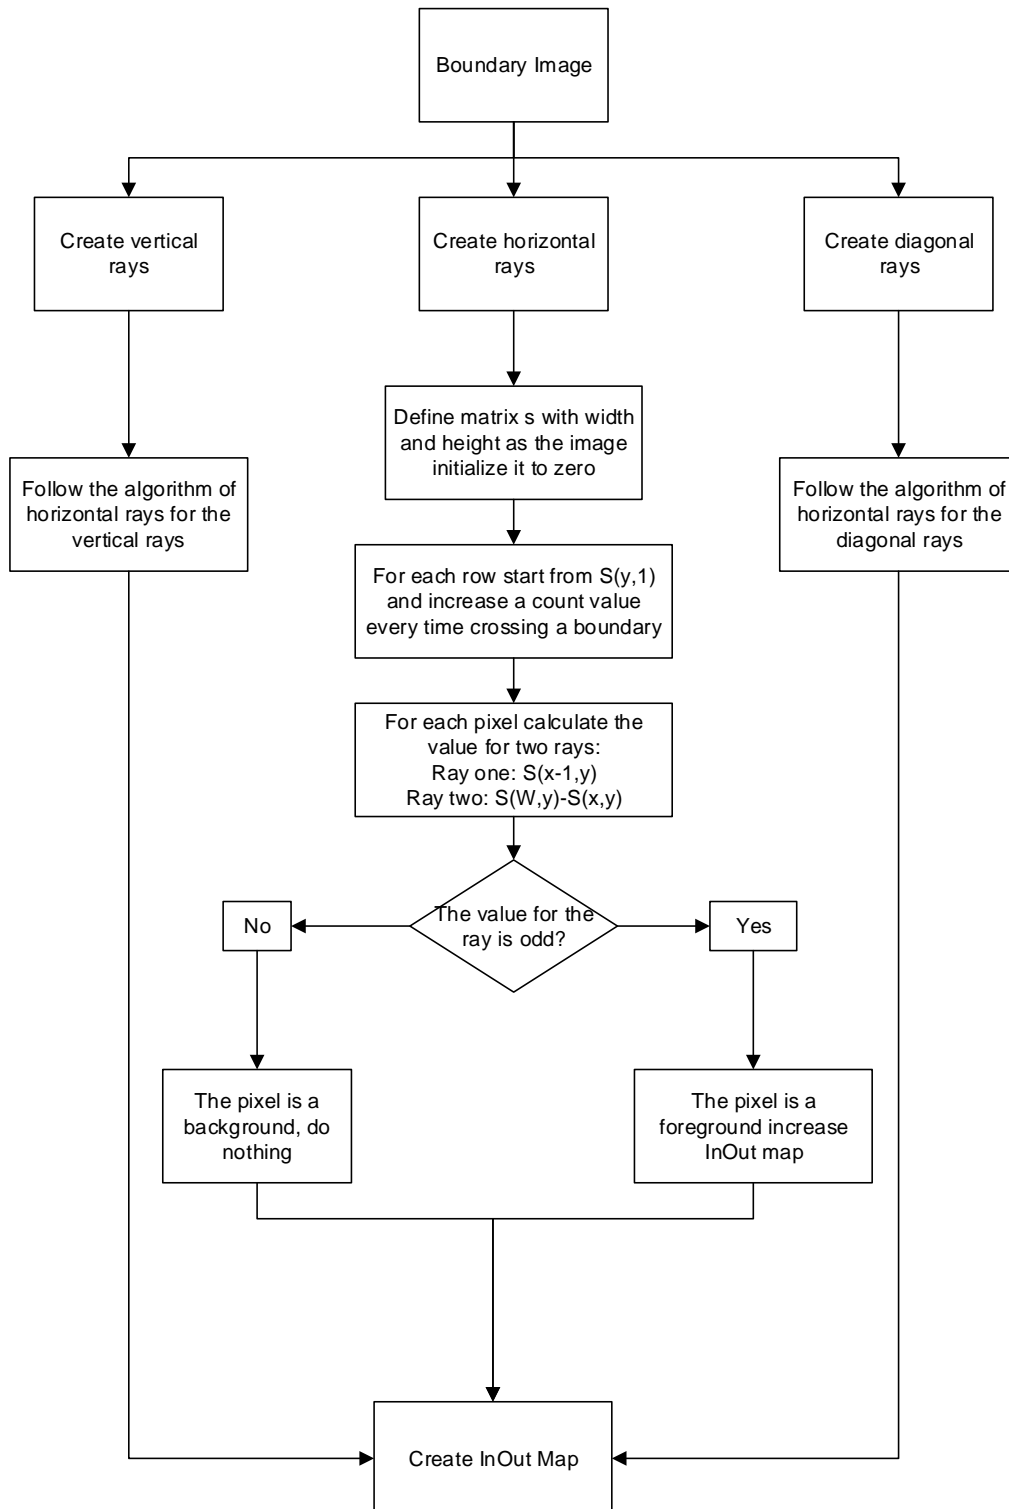 Boundary Image
Create vertical
rays
Create horizontal
rays
Create diagonal
rays
Define matrix s with width
and height as the image
initialize it to zero
Follow the algorithm of
horizontal rays for the
vertical rays
Follow the algorithm of
horizontal rays for the
diagonal rays
For each row start from S(y,1)
and increase a count value
every time crossing a boundary
For each pixel calculate the
value for two rays:
Ray one: S(x-1,y)
Ray two: S(W,y)-S(x,y)
The value for the
ray is odd?
No
Yes
The pixel is a
background, do
nothing
The pixel is a
foreground increase
InOut map
Create InOut Map